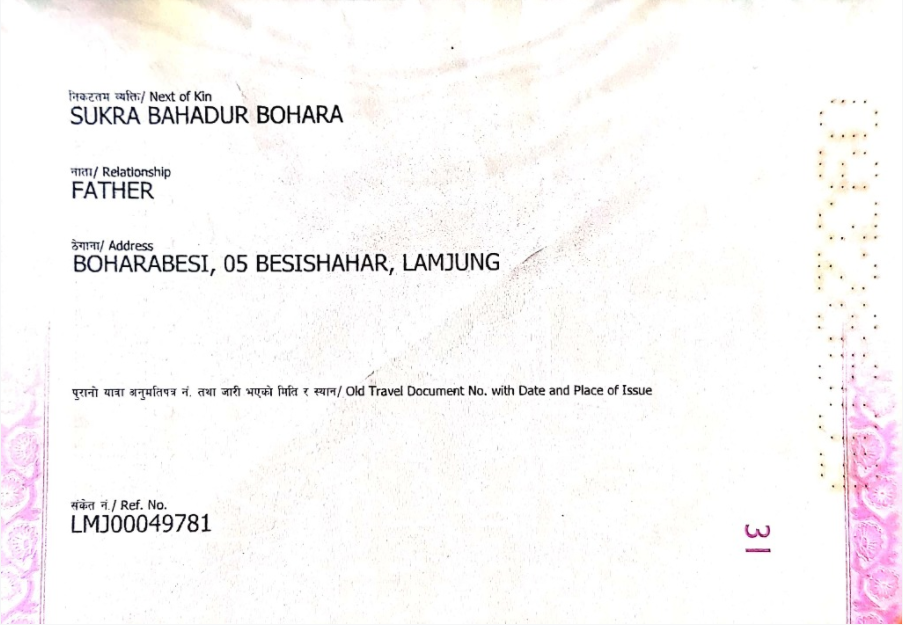 निकटतम व्यक्ति/ Next of Kin
SUKRA BAHADUR BOHARA
नाता/ Relationship
FATHER
ठेगाना/ Address
BOHARABESI, 05 BESISHAHAR, LAMJUNG
पुरानो यात्रा अनुमतिपत्र नं. तथा जारी भएको मिति र स्थान/ Old Travel Document No. with Date and Place of Issue
संकेत नं./ Ref. No.
LMJ00049781
31